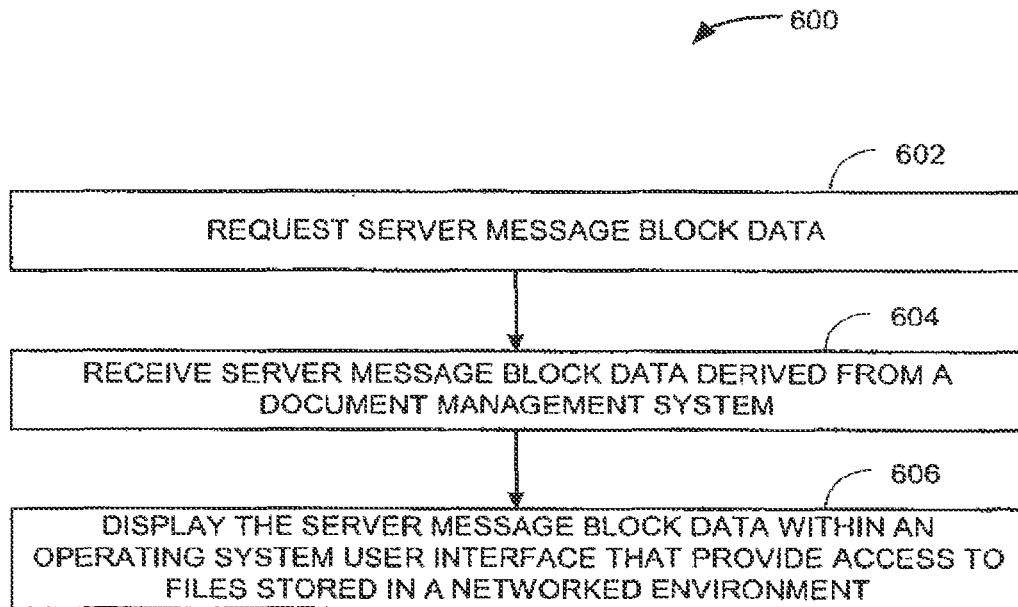 600
602
REQUEST SERVER MESSAGE BLOCK DATA
604
RECEIVE SERVER MESSAGE BLOCK DATA DERIVED FROM A
DOCUMENT MANAGEMENT SYSTEM
606
DISPLAY THE SERVER MESSAGE BLOCK DATA WITHIN AN
OPERATING SYSTEM USER INTERFACE THAT PROVIDE ACCESS TO
FILES STORED IN A NETWORKED ENVIRONMENT